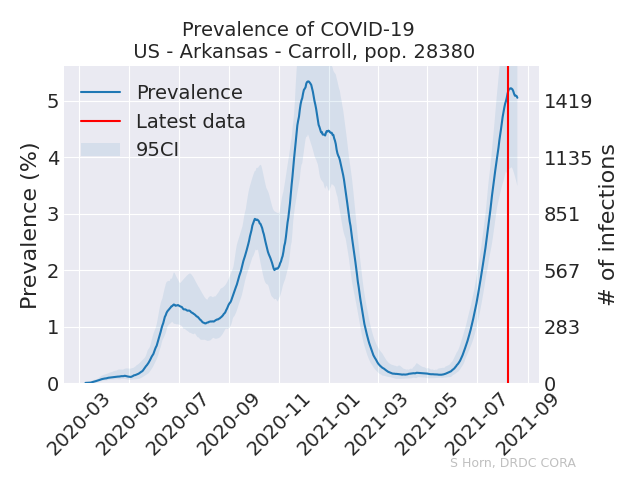 Prevalence of COVID-19
US - Arkansas - Carroll, pop. 28380
Prevalence
Latest data
95CI
Prevalence (%)
5
4
3
2
1
0
1419
1135
851
567
283
0
# of infections
2020-03
2020-05
2020-07
2020-09
2020-11
2021-01
2021-03
2021-05
2021-07
2021-09
S Horn, DRDC CORA